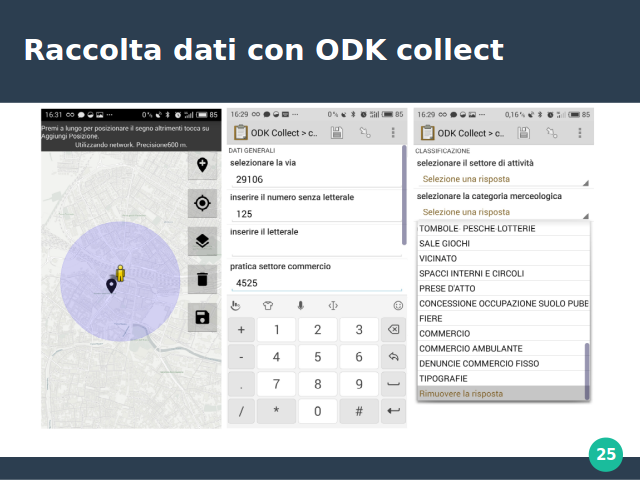 Raccolta dati con ODK collect
16:31
0%
85
Premi a lungo per posizionare il segno altrimenti tocca su
Aggiungi Posizione.
Utilizzando network. Precisione600 m.
16:29
0%
85
ODK Collect > c..
DATI GENERALI
selezionare la via
29106
inserire il numero senza letterale
125
inserire il letterale
pratica settore commercio
4525
+ 1 2 3
- 4 5 6
. 7 8 9
/ * 0 #
16:29
0,16%
85
ODK Collect > c..
CLASSIFICAZIONE
selezionare il settore di attività
Selezione una risposta
selezionare la categoria merceologica
Selezione una risposta
TOMBOLE- PESCHE-LOTTERIE
SALE GIOCHI
VICINATO
SPACCI INTERNI E CIRCOLI
PRESE D'ATTO
CONCESSIONE OCCUPAZIONE SUOLO PUBB
FIERE
COMMERCIO
COMMERCIO AMBULANTE
DENUNCIE COMMERCIO FISSO
TIPOGRAFIE
Rimuovere la risposta
25